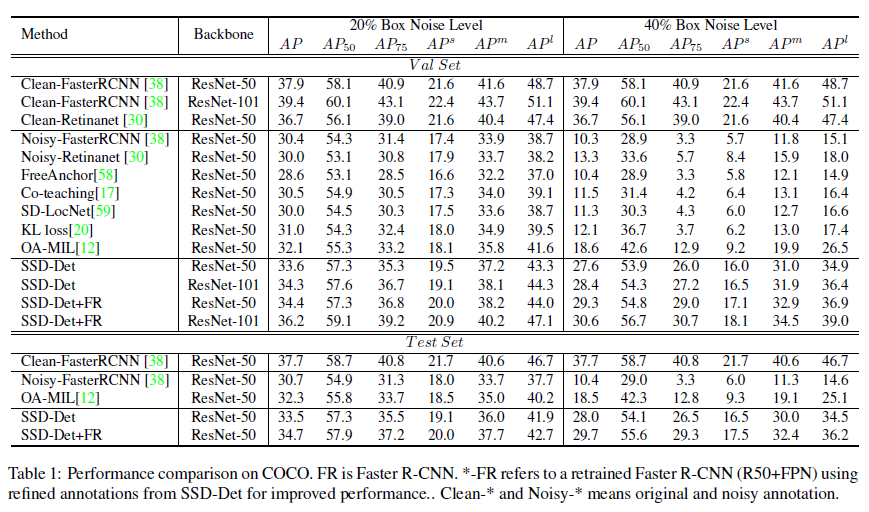 Method Backbone 20% Box Noise Level 40% Box Noise Level
AP AP50 AP75 APs APm APl AP AP50 AP75 APs APm APl
Val Set
Clean-FasterRCNN [38] ResNet-50 37.9 58.1 40.9 21.6 41.6 48.7 37.9 58.1 40.9 21.6 41.6 48.7
Clean-FasterRCNN [38] ResNet-101 39.4 60.1 43.1 22.4 43.7 51.1 39.4 60.1 43.1 22.4 43.7 51.1
Clean-Retinanet [30] ResNet-50 36.7 56.1 39.0 21.6 40.4 47.4 36.7 56.1 39.0 21.6 40.4 47.4
Noisy-FasterRCNN [38] ResNet-50 30.4 54.3 31.4 17.4 33.9 38.7 10.3 28.9 3.3 5.7 11.8 15.1
Noisy-Retinanet [30] ResNet-50 30.0 53.1 30.8 17.9 33.7 38.2 13.3 33.6 5.7 8.4 15.9 18.0
FreeAnchor[58] ResNet-50 28.6 53.1 28.5 16.6 32.2 37.0 10.4 28.9 3.3 5.8 12.1 14.9
Co-teaching[17] ResNet-50 30.5 54.9 30.5 17.3 34.0 39.1 11.5 31.4 4.2 6.4 13.1 16.4
SD-LocNet[59] ResNet-50 30.0 54.5 30.3 17.5 33.6 38.7 11.3 30.3 4.3 6.0 12.7 16.6
KL loss[20] ResNet-50 31.0 54.3 32.4 18.0 34.9 39.5 12.1 36.7 3.7 6.2 13.0 17.4
OA-MIL[12] ResNet-50 32.1 55.3 33.2 18.1 35.8 41.6 18.6 42.6 12.9 9.2 19.9 26.5
SSD-Det ResNet-50 33.6 57.3 35.3 19.5 37.2 43.3 27.6 53.9 26.0 16.0 31.0 34.9
SSD-Det ResNet-101 34.3 57.6 36.7 19.1 38.1 44.3 28.4 54.3 27.2 16.5 31.9 36.4
SSD-Det+FR ResNet-50 34.4 57.3 36.8 20.0 38.2 44.0 29.3 54.8 29.0 17.1 32.9 36.9
SSD-Det+FR ResNet-101 36.2 59.1 39.2 20.9 40.2 47.1 30.6 56.7 30.7 18.1 34.5 39.0
Test Set
Clean-FasterRCNN [38] ResNet-50 37.7 58.7 40.8 21.7 40.6 46.7 37.7 58.7 40.8 21.7 40.6 46.7
Noisy-FasterRCNN [38] ResNet-50 30.7 54.9 31.3 18.0 33.7 37.7 10.4 29.0 3.3 6.0 11.3 14.6
OA-MIL[12] ResNet-50 32.3 55.8 33.7 18.5 35.0 40.2 18.5 42.3 12.8 9.3 19.1 25.1
SSD-Det ResNet-50 33.5 57.3 35.5 19.1 36.0 41.9 28.0 54.1 26.5 16.5 30.0 34.5
SSD-Det+FR ResNet-50 34.7 57.9 37.2 20.0 37.7 42.7 29.7 55.6 29.3 17.5 32.4 36.2
Table 1: Performance comparison on COCO. FR is Faster R-CNN. *-FR refers to a retrained Faster R-CNN (R50+FPN) using
refined annotations from SSD-Det for improved performance.. Clean-* and Noisy-* means original and noisy annotation.